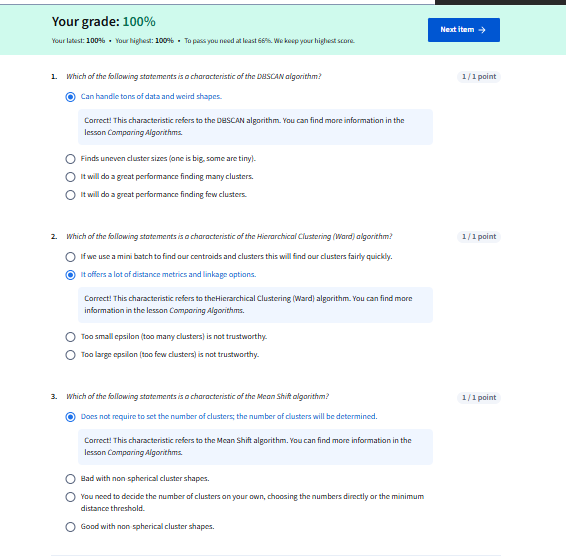 Your grade: 100%
Your latest: 100% • Your highest: 100% • To pass you need at least 66%. We keep your highest score.
Next item →
1. Which of the following statements is a characteristic of the DBSCAN algorithm?
1 / 1 point
Can handle tons of data and weird shapes.
Correct! This characteristic refers to the DBSCAN algorithm. You can find more information in the
lesson Comparing Algorithms.
Finds uneven cluster sizes (one is big, some are tiny).
It will do a great performance finding many clusters.
It will do a great performance finding few clusters.
2. Which of the following statements is a characteristic of the Hierarchical Clustering (Ward) algorithm?
1 / 1 point
If we use a mini batch to find our centroids and clusters this will find our clusters fairly quickly.
It offers a lot of distance metrics and linkage options.
Correct! This characteristic refers to theHierarchical Clustering (Ward) algorithm. You can find more
information in the lesson Comparing Algorithms.
Too small epsilon (too many clusters) is not trustworthy.
Too large epsilon (too few clusters) is not trustworthy.
3. Which of the following statements is a characteristic of the Mean Shift algorithm?
1 / 1 point
Does not require to set the number of clusters; the number of clusters will be determined.
Correct! This characteristic refers to the Mean Shift algorithm. You can find more information in the
lesson Comparing Algorithms.
Bad with non-spherical cluster shapes.
You need to decide the number of clusters on your own, choosing the numbers directly or the minimum
distance threshold.
Good with non-spherical cluster shapes.